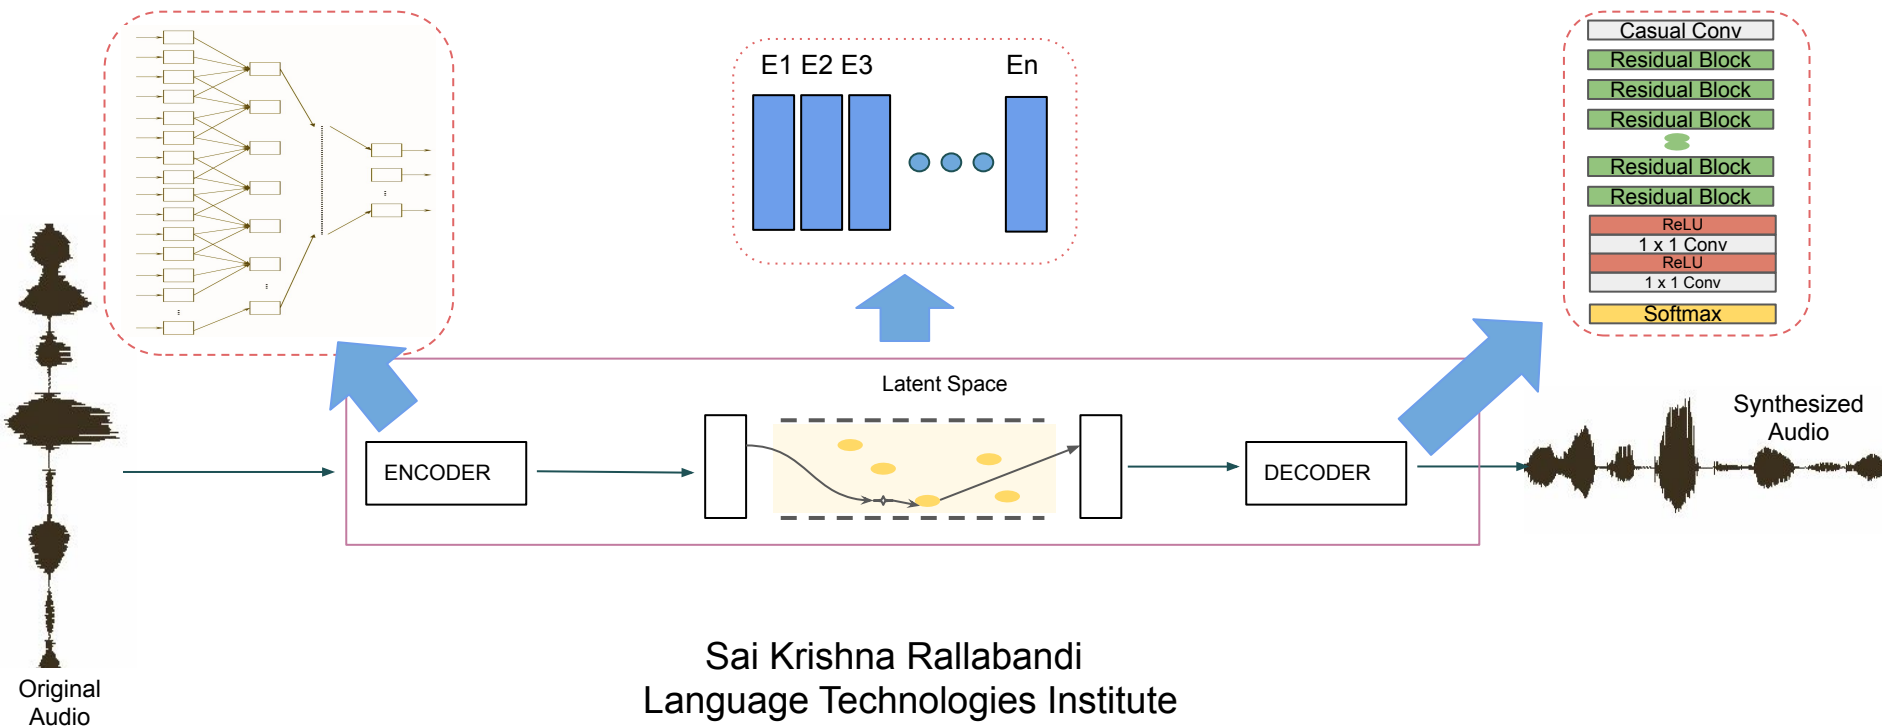 E1 E2 E3 En
Casual Conv
Residual Block
Residual Block
Residual Block
Residual Block
Residual Block
ReLU
1 x 1 Conv
ReLU
1 x 1 Conv
Softmax
Latent Space
ENCODER
DECODER
Synthesized
Audio
Original
Audio
Sai Krishna Rallabandi
Language Technologies Institute